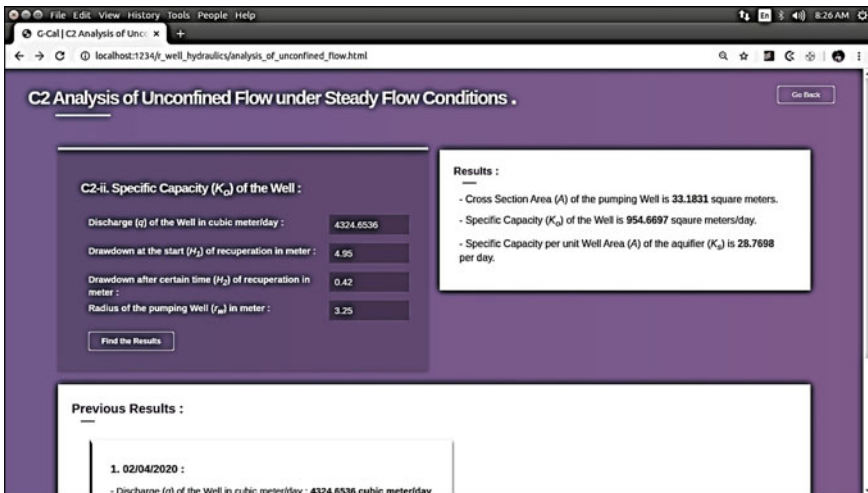 File Edit View History Tools People Help
En 8:26 AM
G-Cal | C2 Analysis of Unco
localhost:1234/r_well_hydraulics/analysis_of_unconfined_flow.html
C2 Analysis of Unconfined Flow under Steady Flow Conditions .
Go Back
C2-ii. Specific Capacity (Ko) of the Well :
Discharge (q) of the Well in cubic meter/day :
4324.6536
Drawdown at the start (H2) of recuperation in meter :
4.95
Drawdown after certain time (H2) of recuperation in
meter :
0.42
Radius of the pumping Well (rw) in meter :
3.25
Find the Results
Results :
- Cross Section Area (A) of the pumping Well is 33.1831 square meters.
- Specific Capacity (Ko) of the Well is 954.6697 sqaure meters/day.
- Specific Capacity per unit Well Area (A) of the aquifier (Ks) is 28.7698
per day.
Previous Results :
1. 02/04/2020 :
- Discharge (q) of the Well in cubic meter/day : 4324.6536 cubic meter/day